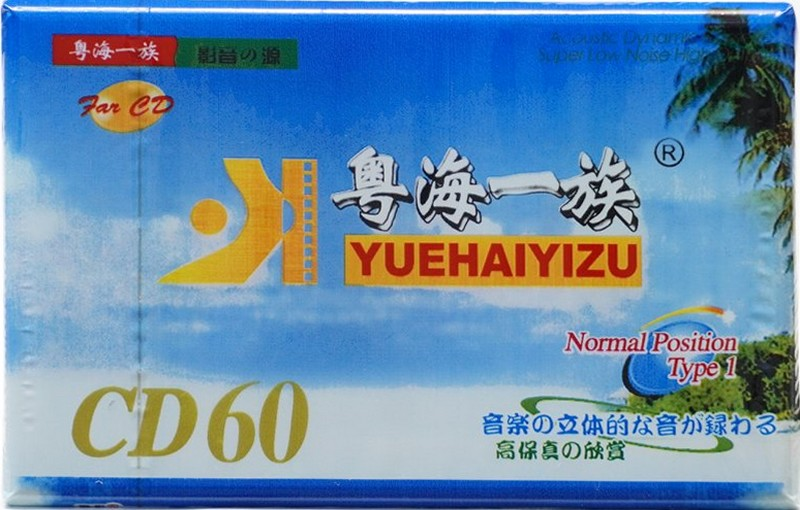 粤海一族 影音の源
Acoustic Dynamic
Super Low Noise High
Far CD
粤海一族 ®
YUEHAIYIZU
Normal Position
Type 1
CD60
音楽の立体的な音が録わる
高保真の欣賞